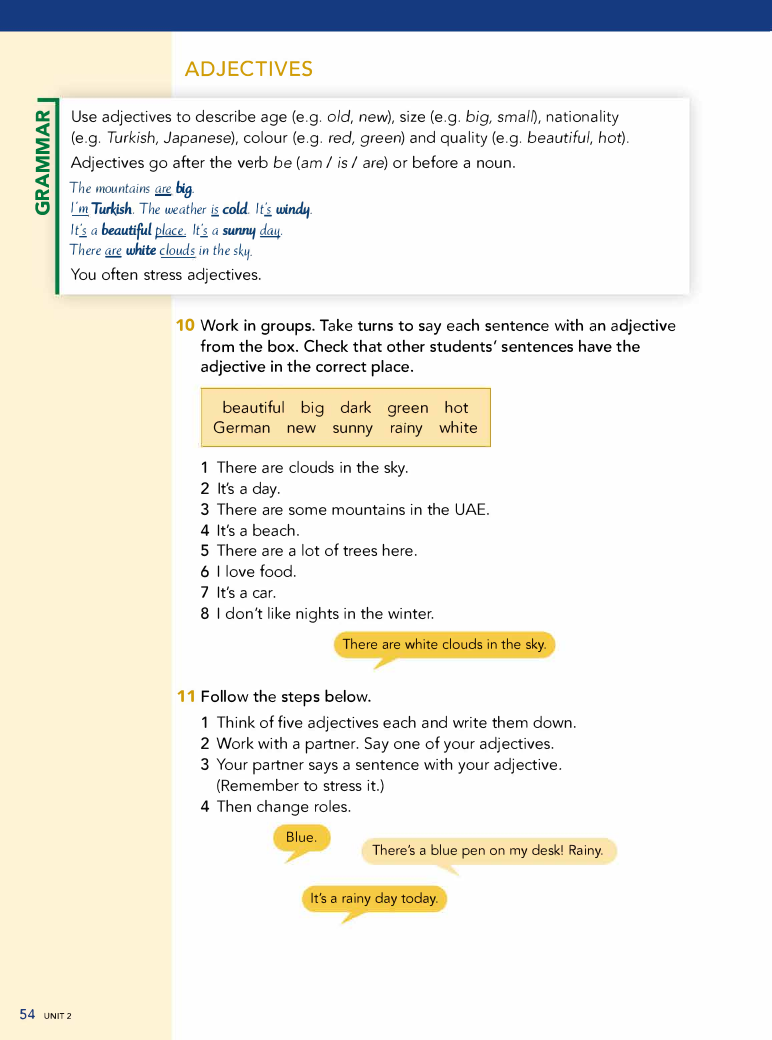 ADJECTIVES
GRAMMAR
Use adjectives to describe age (e.g. old, new), size (e.g. big, small), nationality
(e.g. Turkish, Japanese), colour (e.g. red, green) and quality (e.g. beautiful, hot).
Adjectives go after the verb be (am / is / are) or before a noun.
The mountains are big.
I'm Turkish. The weather is cold. It's windy.
It's a beautiful place. It's a sunny day.
There are white clouds in the sky.
You often stress adjectives.
10 Work in groups. Take turns to say each sentence with an adjective
from the box. Check that other students' sentences have the
adjective in the correct place.
beautiful big dark green hot
German new sunny rainy white
1 There are clouds in the sky.
2 It's a day.
3 There are some mountains in the UAE.
4 It's a beach.
5 There are a lot of trees here.
6 I love food.
7 It's a car.
8 I don't like nights in the winter.
There are white clouds in the sky.
11 Follow the steps below.
1 Think of five adjectives each and write them down.
2 Work with a partner. Say one of your adjectives.
3 Your partner says a sentence with your adjective.
(Remember to stress it.)
4 Then change roles.
Blue.
There's a blue pen on my desk! Rainy.
It's a rainy day today.
54 UNIT 2